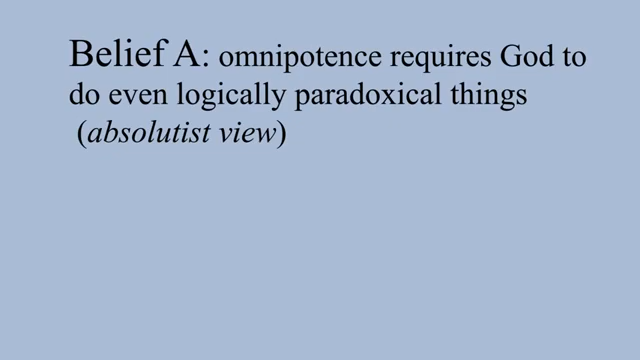 Belief A: omnipotence requires God to
do even logically paradoxical things
(absolutist view)